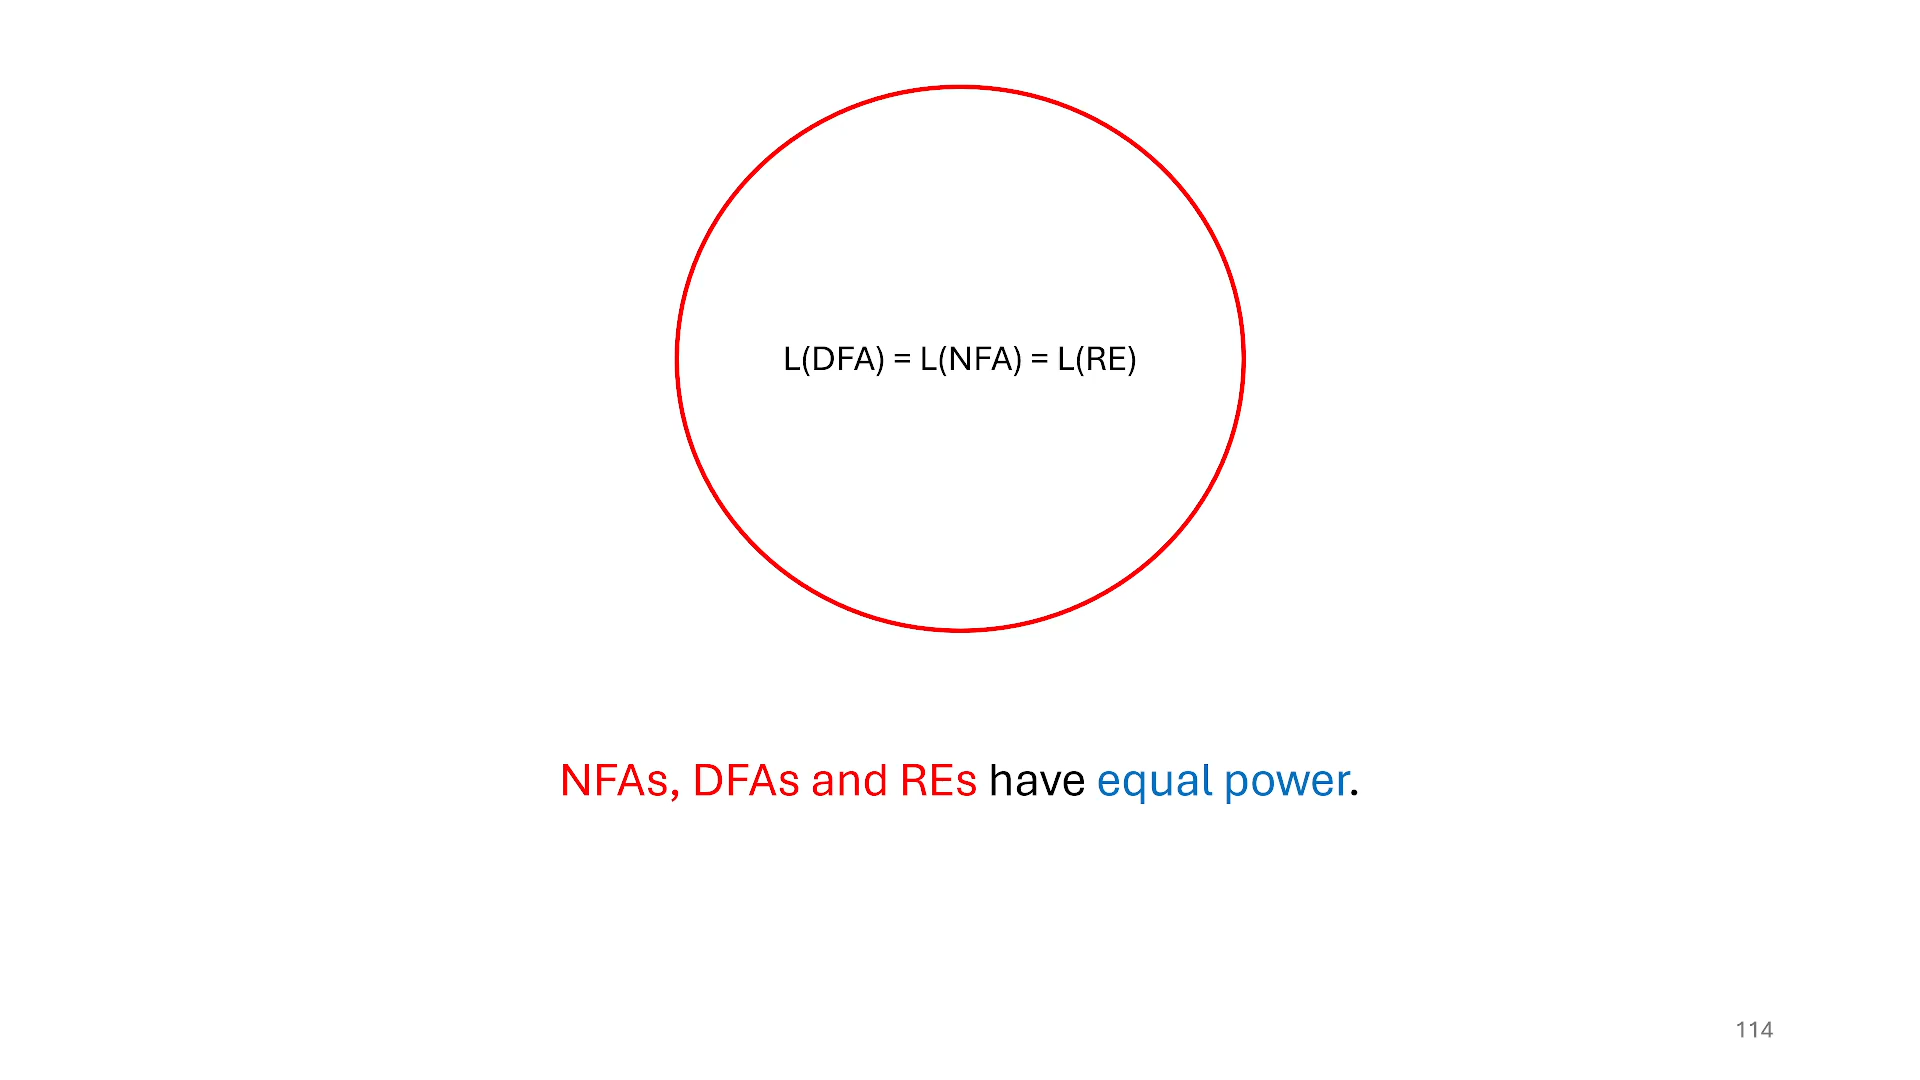 L(DFA) = L(NFA) = L(RE)
NFAs, DFAs and REs have equal power.
114